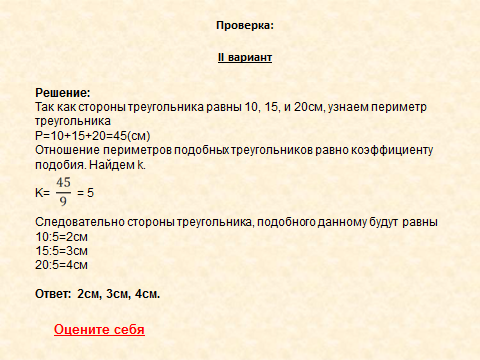 Проверка:
II вариант
Решение:
Так как стороны треугольника равны 10, 15, и 20см, узнаем периметр
треугольника
Р=10+15+20=45(см)
Отношение периметров подобных треугольников равно коэффициенту
подобия. Найдем k.
K= 45/9 = 5
Следовательно стороны треугольника, подобного данному будут равны
10:5=2см
15:5=3см
20:5=4см
Ответ: 2см, 3см, 4см.
Оцените себя